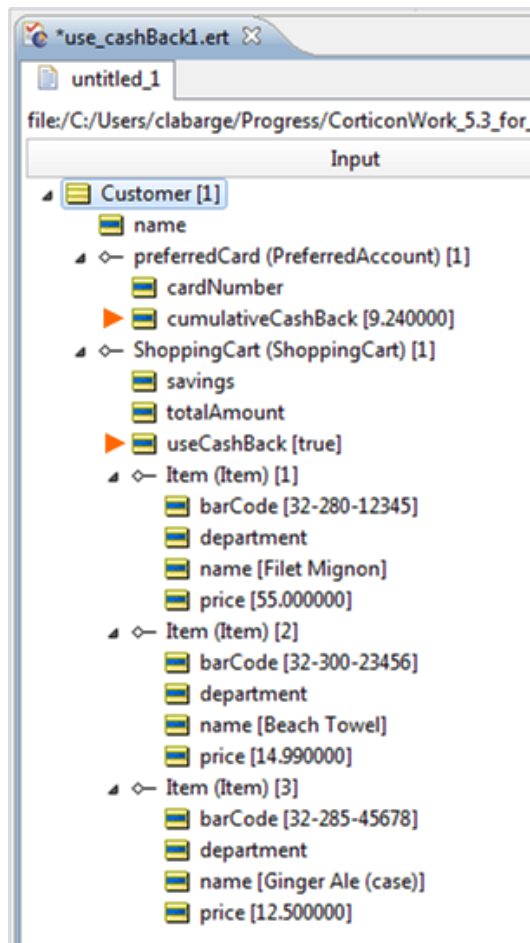 *use_cashBack1.ert
untitled_1
file:/C:/Users/clabarge/Progress/CorticonWork_5.3_for_
Input
Customer [1]
name
preferredCard (PreferredAccount) [1]
cardNumber
cumulativeCashBack [9.240000]
ShoppingCart (ShoppingCart) [1]
savings
totalAmount
useCashBack [true]
Item (Item) [1]
barCode [32-280-12345]
department
name [Filet Mignon]
price [55.000000]
Item (Item) [2]
barCode [32-300-23456]
department
name [Beach Towel]
price [14.990000]
Item (Item) [3]
barCode [32-285-45678]
department
name [Ginger Ale (case)]
price [12.500000]